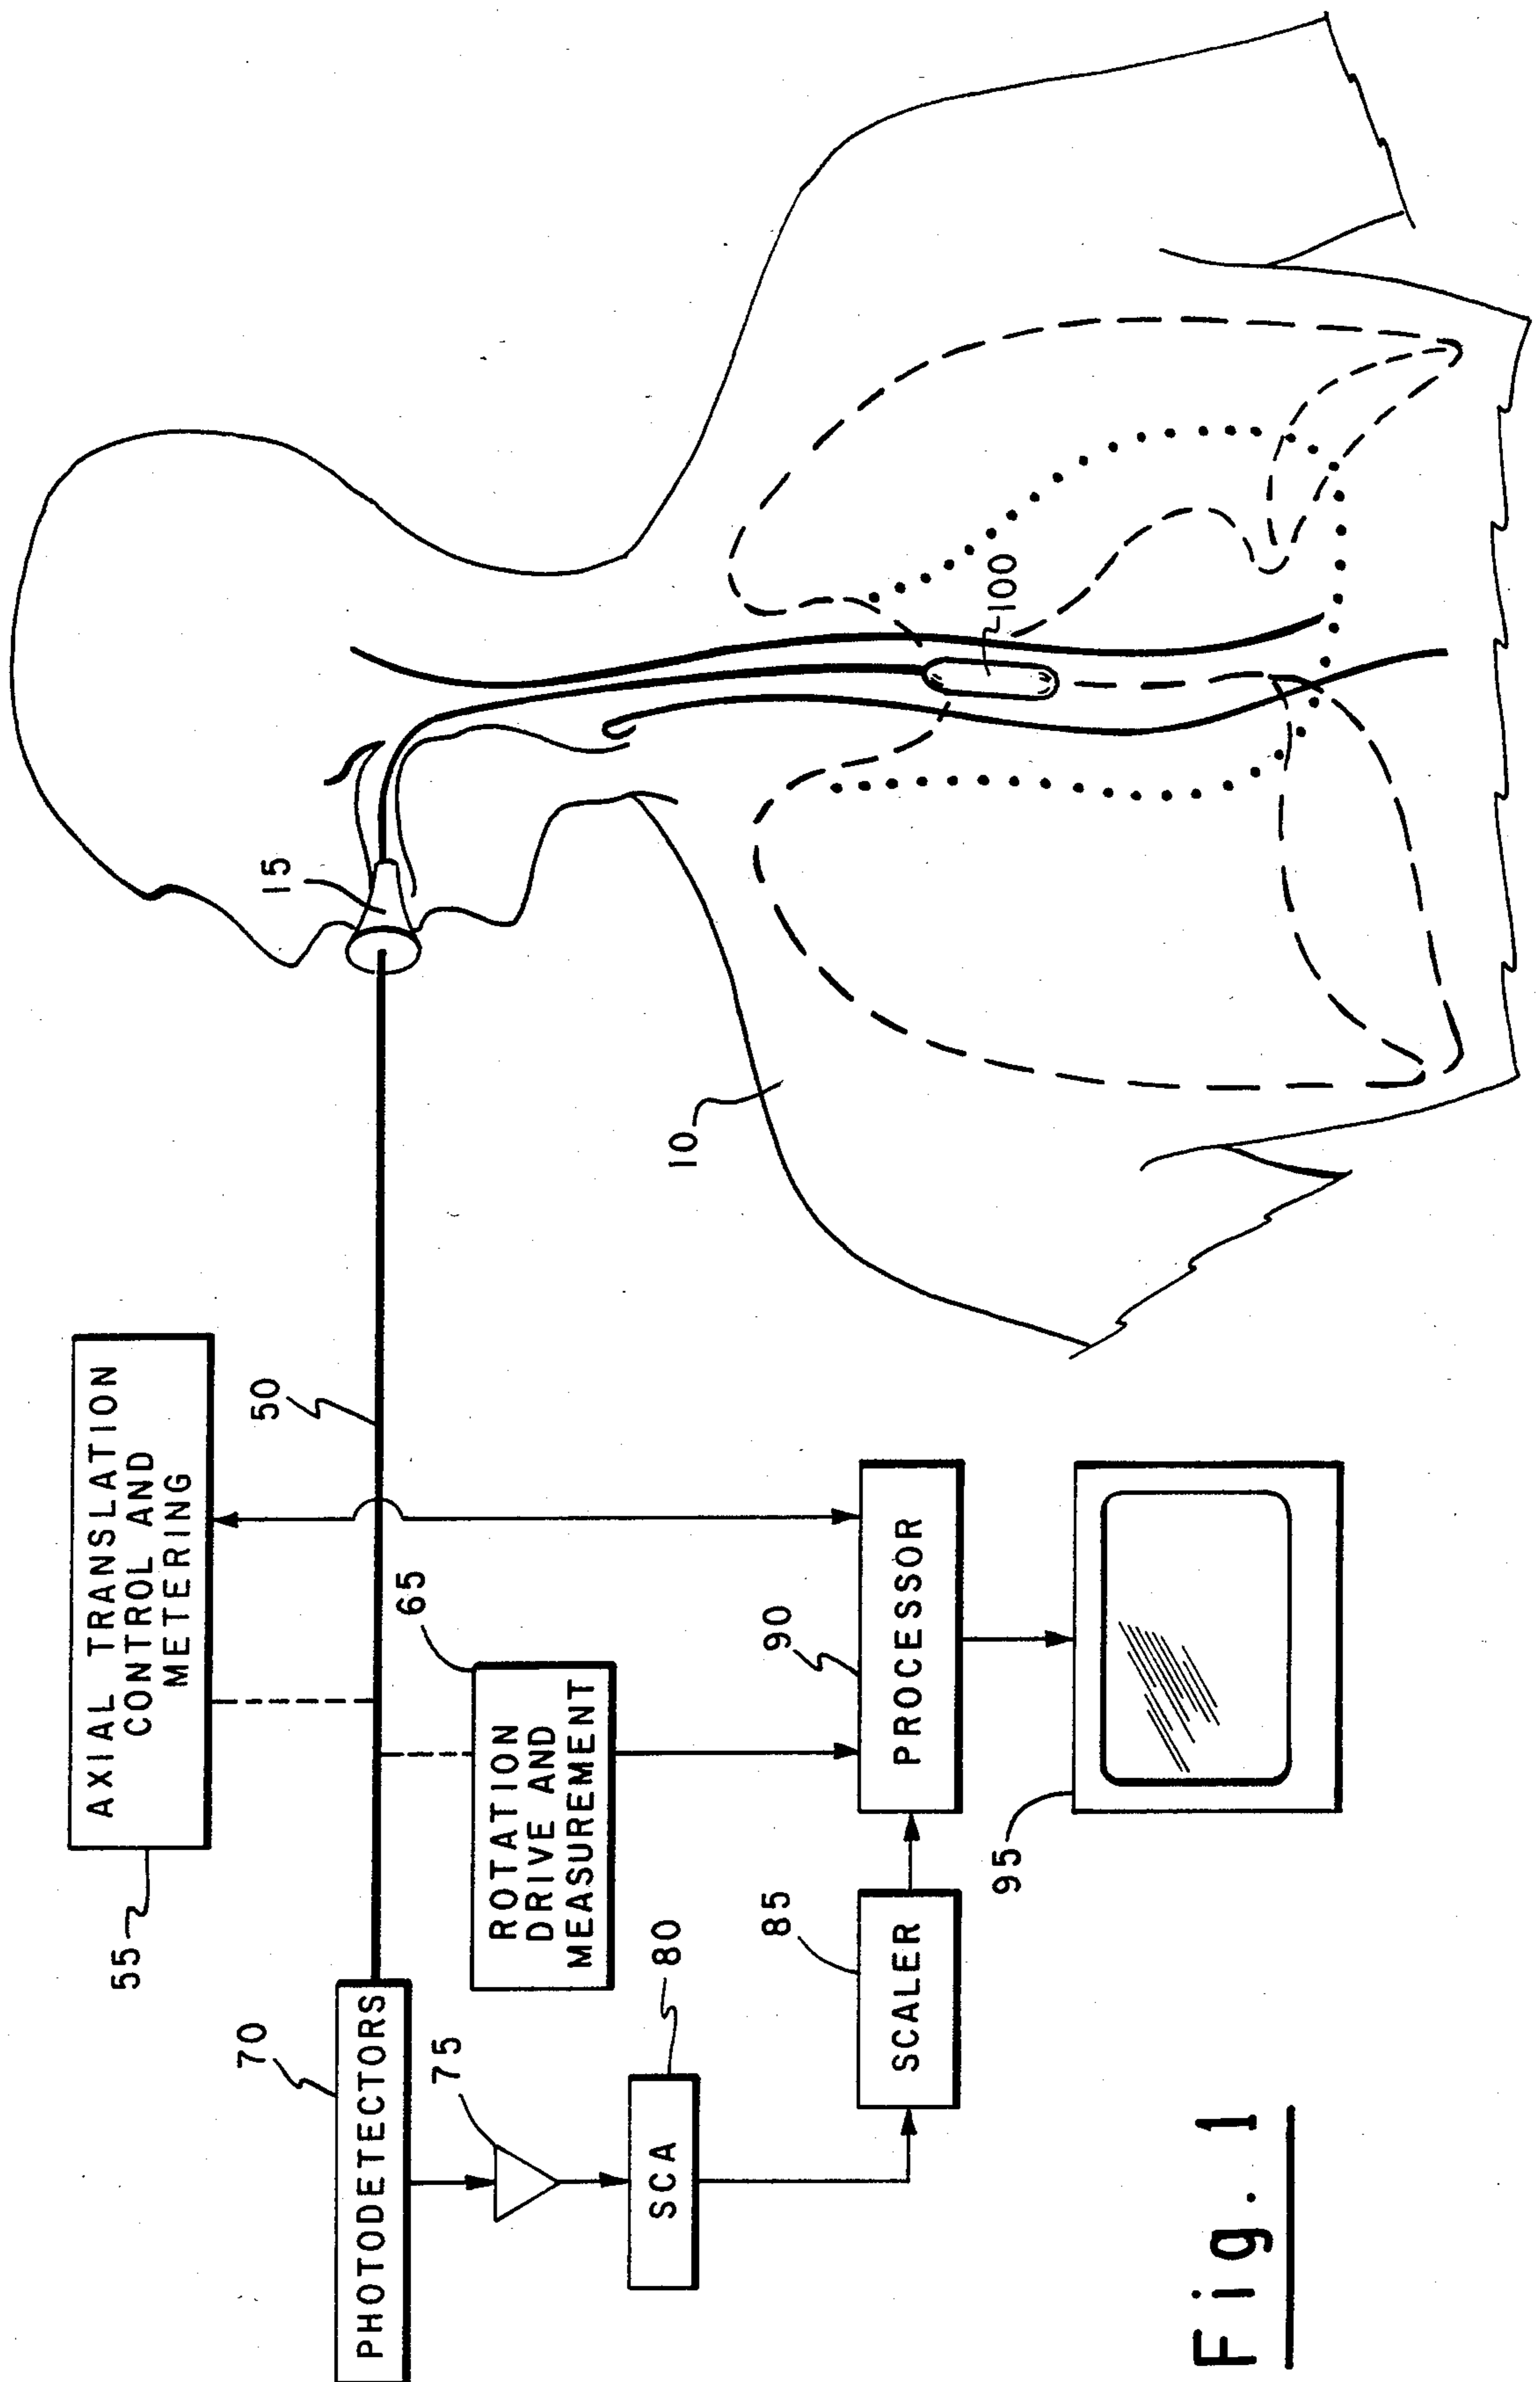 AXIAL TRANSLATION
CONTROL AND
METERING
55
50
15
10
100
70
PHOTODETECTORS
65
ROTATION
DRIVE AND
MEASUREMENT
75
80
SCA
85
SCALER
90
PROCESSOR
95
Fig. 1